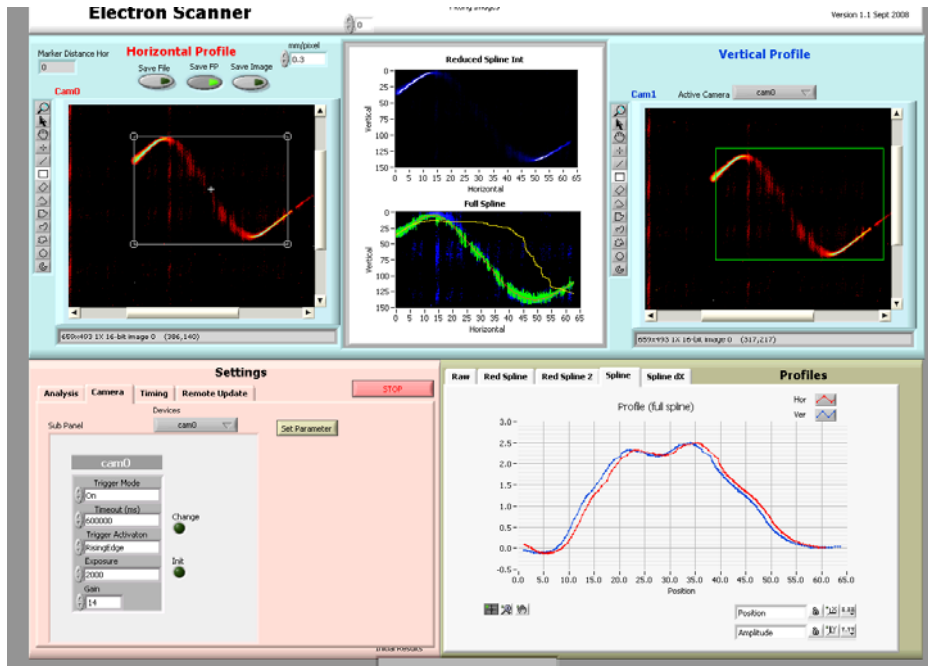 Electron Scanner
Version 1.1 Sept 2008
0
Marker Distance Hor
0
Horizontal Profile
mm/pixel
0.3
Save File Save FP Save Image
Cam0
659x493 1X 16-bit image 0 (386,140)
Reduced Spline Int
Vertical
0
25
50
75
100
125
150
0 5 10 15 20 25 30 35 40 45 50 55 60 65
Horizontal
Full Spline
Vertical
0
25
50
75
100
125
150
0 5 10 15 20 25 30 35 40 45 50 55 60 65
Horizontal
Vertical Profile
Cam1 Active Camera cam0
659x493 1X 16-bit image 0 (317,217)
Settings
Analysis Camera Timing Remote Update
STOP
Devices
Sub Panel cam0
Set Parameter
cam0
Trigger Mode
On
Timeout (ms)
600000
Trigger Activaton
RisingEdge
Exposure
2000
Gain
14
Change
Init
Raw Red Spline Red Spline 2 Spline Spline dX
Profiles
Profile (full spline)
Hor
Ver
3.0
2.5
2.0
1.5
1.0
0.5
0.0
-0.5
0.0 5.0 10.0 15.0 20.0 25.0 30.0 35.0 40.0 45.0 50.0 55.0 60.0 65.0
Position
Position
Amplitude
Initial Results